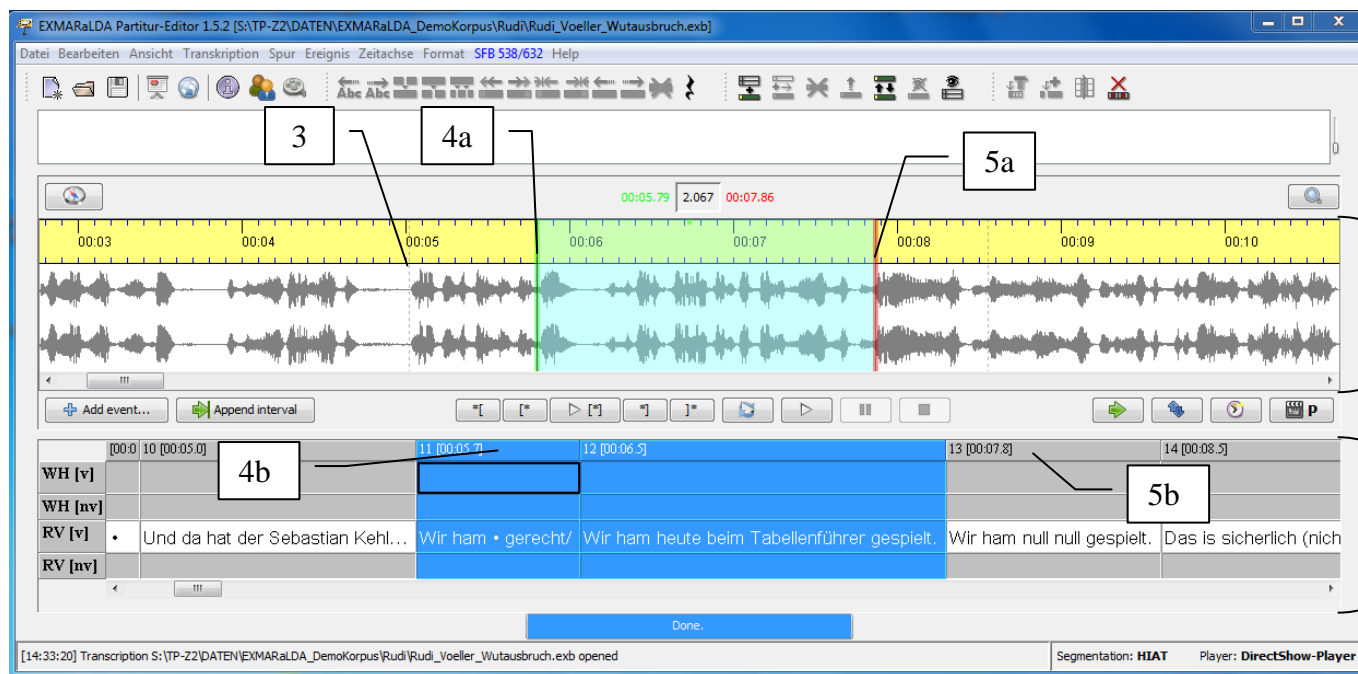 EXMARaLDA Partitur-Editor 1.5.2 [S:\TP-Z2\DATEN\EXMARaLDA_DemoKorpus\Rudi\Rudi_Voeller_Wutausbruch.exb]
Datei Bearbeiten Ansicht Transkription Spur Ereignis Zeitachse Format SFB 538/632 Help
Abc Abc
3 4a 5a
00:05.79 2.067 00:07.86
00:03 00:04 00:05 00:06 00:07 00:08 00:09 00:10
Add event... Append interval *[ [* [*] *] ]* P
[00:0 10 [00:05.0] 11 [00:05.7] 12 [00:06.5] 13 [00:07.8] 14 [00:08.5]
4b 5b
WH [v]
WH [nv]
RV [v] • Und da hat der Sebastian Kehl... Wir ham • gerecht/ Wir ham heute beim Tabellenführer gespielt. Wir ham null null gespielt. Das is sicherlich (nich
RV [nv]
Done.
[14:33:20] Transcription S:\TP-Z2\DATEN\EXMARaLDA_DemoKorpus\Rudi\Rudi_Voeller_Wutausbruch.exb opened Segmentation: HIAT Player: DirectShow-Player